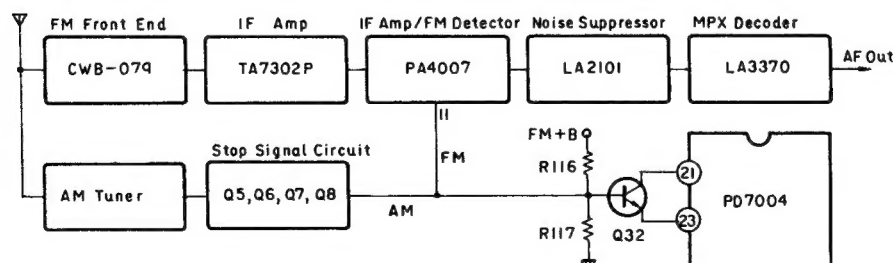 FM Front End
IF Amp
IF Amp/FM Detector
Noise Suppressor
MPX Decoder
CWB-079
TA7302P
PA4007
LA2101
LA3370
AF Out
11
FM
FM+B
R116
Stop Signal Circuit
AM Tuner
Q5, Q6, Q7, Q8
AM
R117
Q32
21
23
PD7004